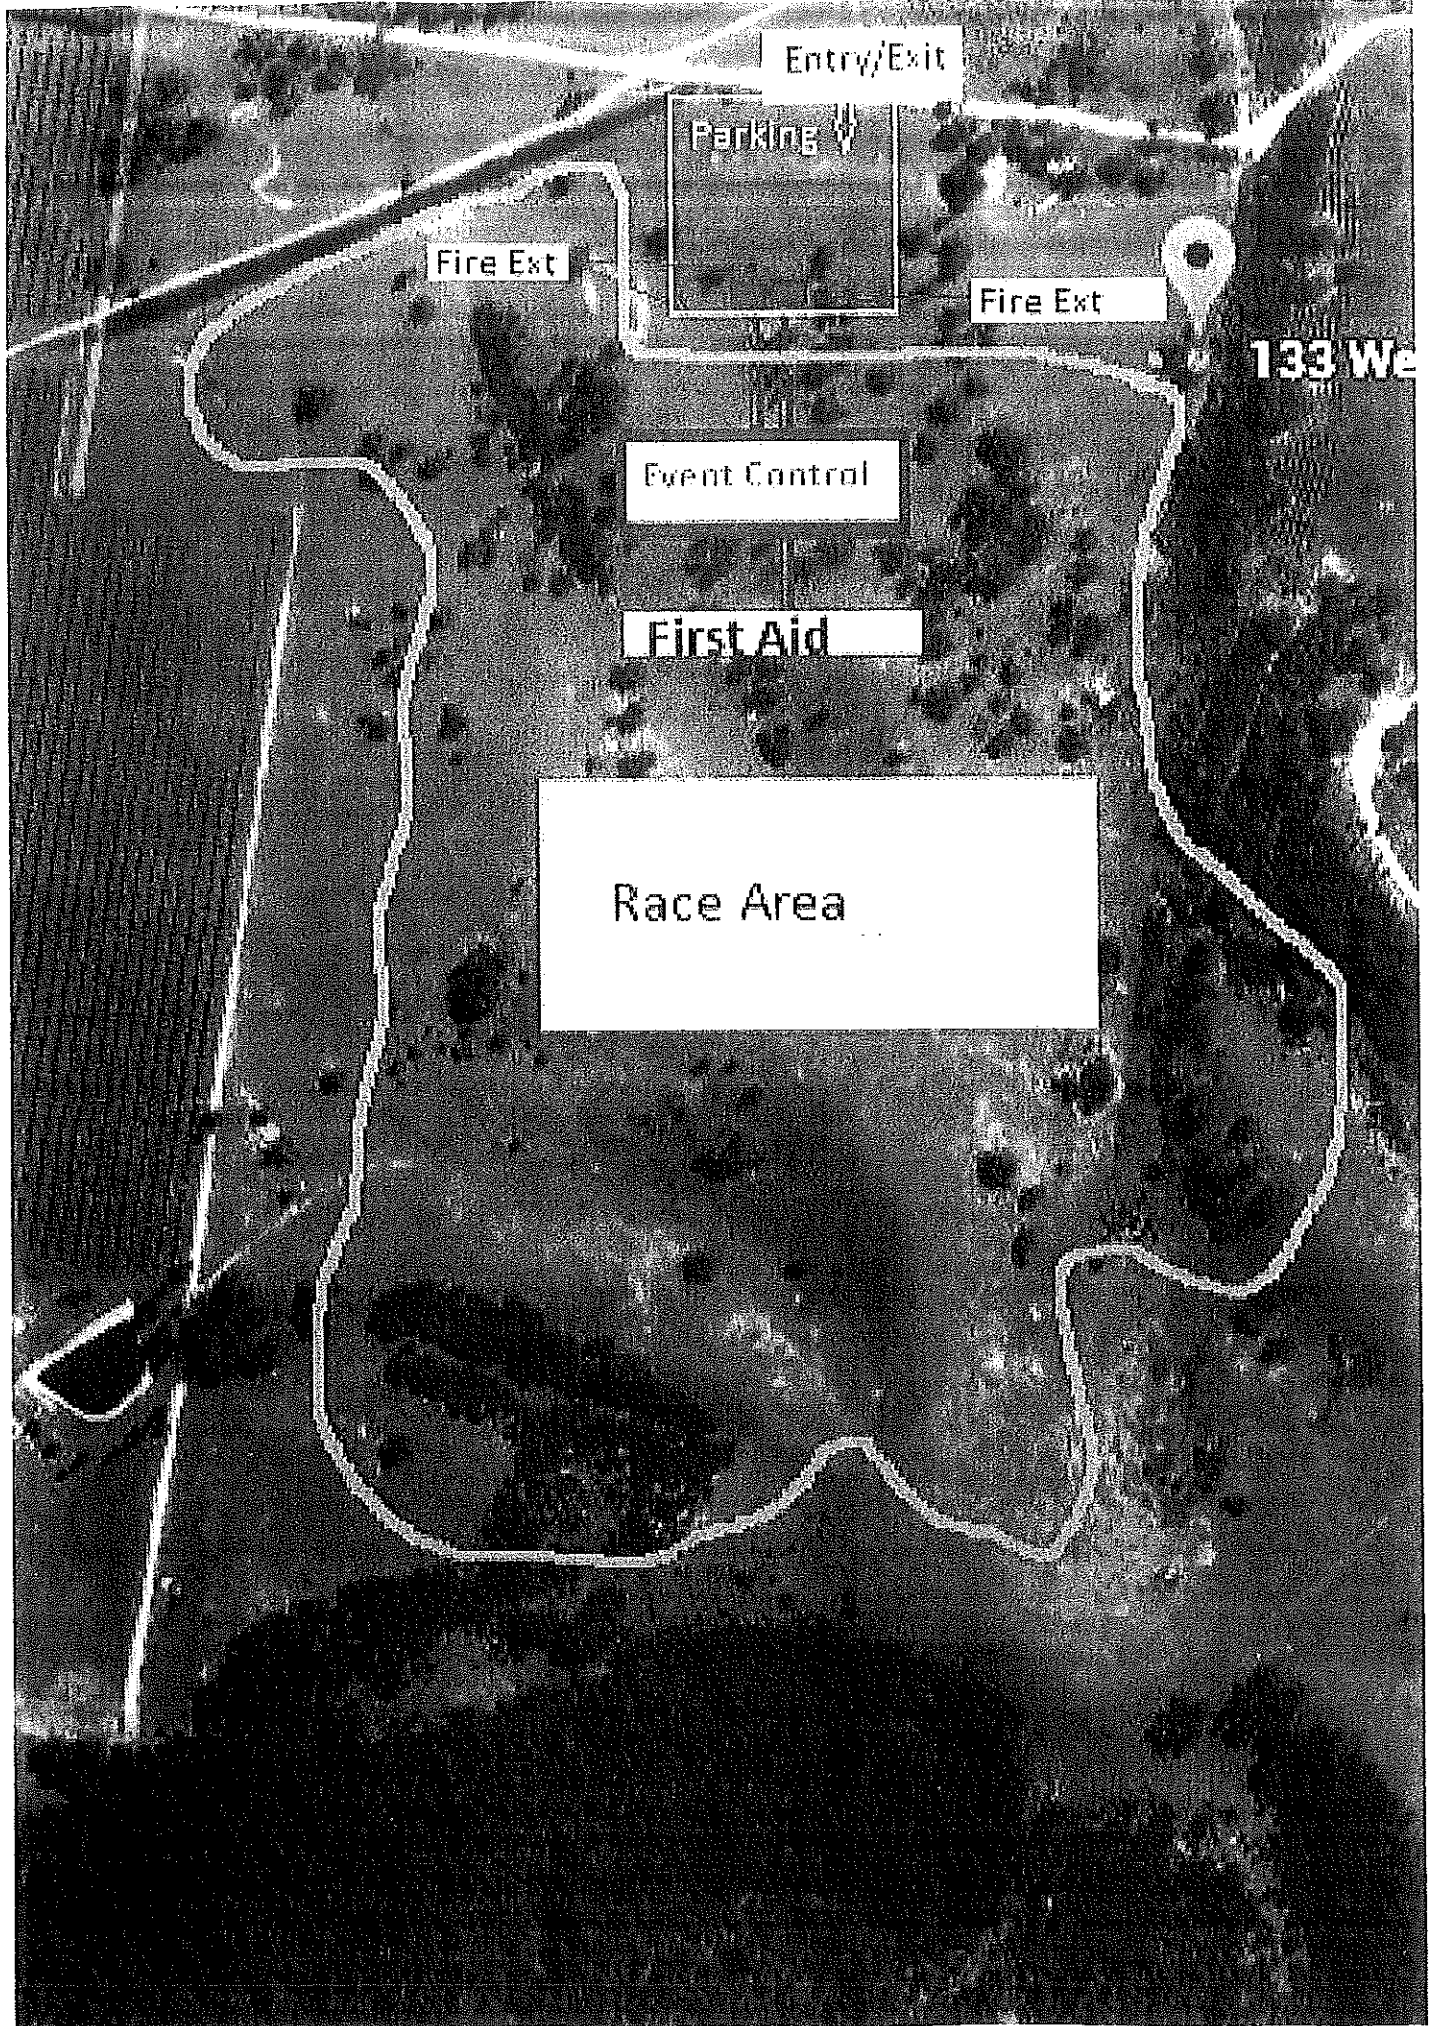 Entry/Exit
Parking
Fire Ext
Fire Ext
133 We
Event Control
First Aid
Race Area